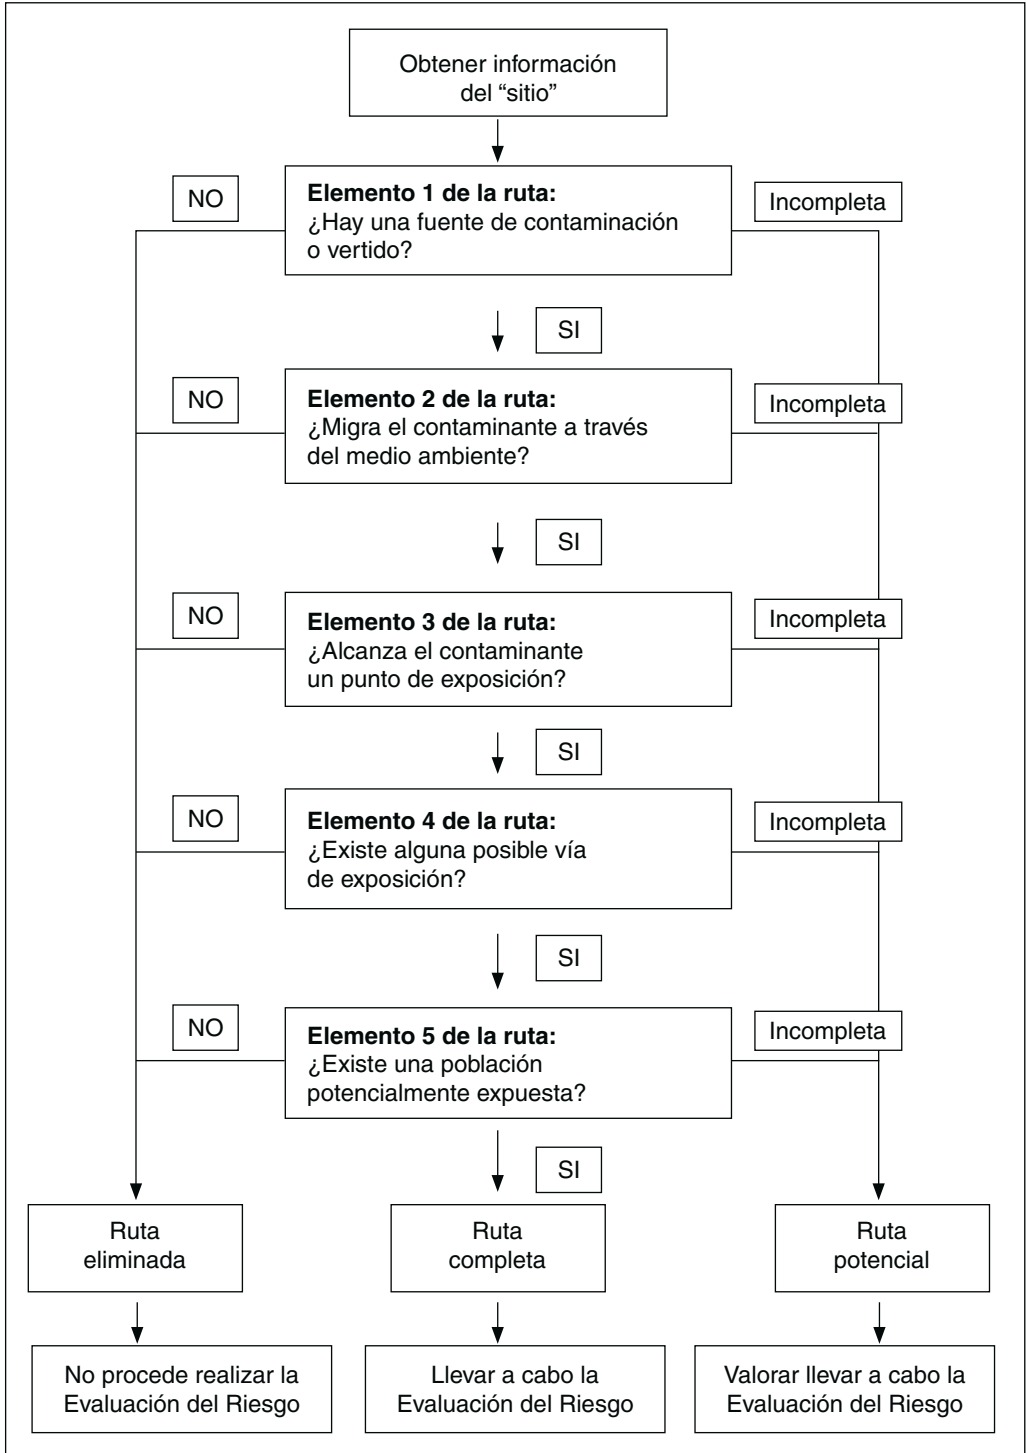 Obtener información
del “sitio”
NO
Elemento 1 de la ruta:
¿Hay una fuente de contaminación
o vertido?
Incompleta
SI
NO
Elemento 2 de la ruta:
¿Migra el contaminante a través
del medio ambiente?
Incompleta
SI
NO
Elemento 3 de la ruta:
¿Alcanza el contaminante
un punto de exposición?
Incompleta
SI
NO
Elemento 4 de la ruta:
¿Existe alguna posible vía
de exposición?
Incompleta
SI
NO
Elemento 5 de la ruta:
¿Existe una población
potencialmente expuesta?
Incompleta
SI
Ruta
eliminada
Ruta
completa
Ruta
potencial
No procede realizar la
Evaluación del Riesgo
Llevar a cabo la
Evaluación del Riesgo
Valorar llevar a cabo la
Evaluación del Riesgo